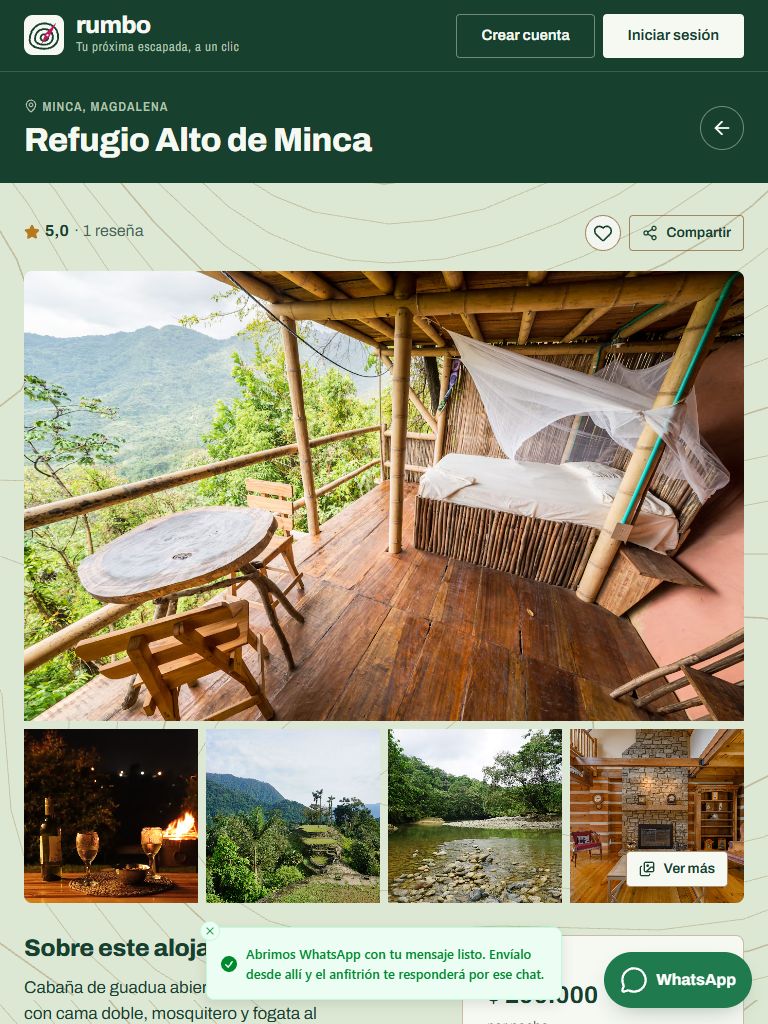 rumbo
Tu próxima escapada, a un clic
Crear cuenta
Iniciar sesión
MINCA, MAGDALENA
Refugio Alto de Minca
5,0 · 1 reseña
Compartir
Ver más
Sobre este
Abrimos WhatsApp con tu mensaje listo. Envíalo
desde allí y el anfitrión te responderá por ese chat.
WhatsApp
Cabaña de guadua
con cama doble, mosquitero y fogata al